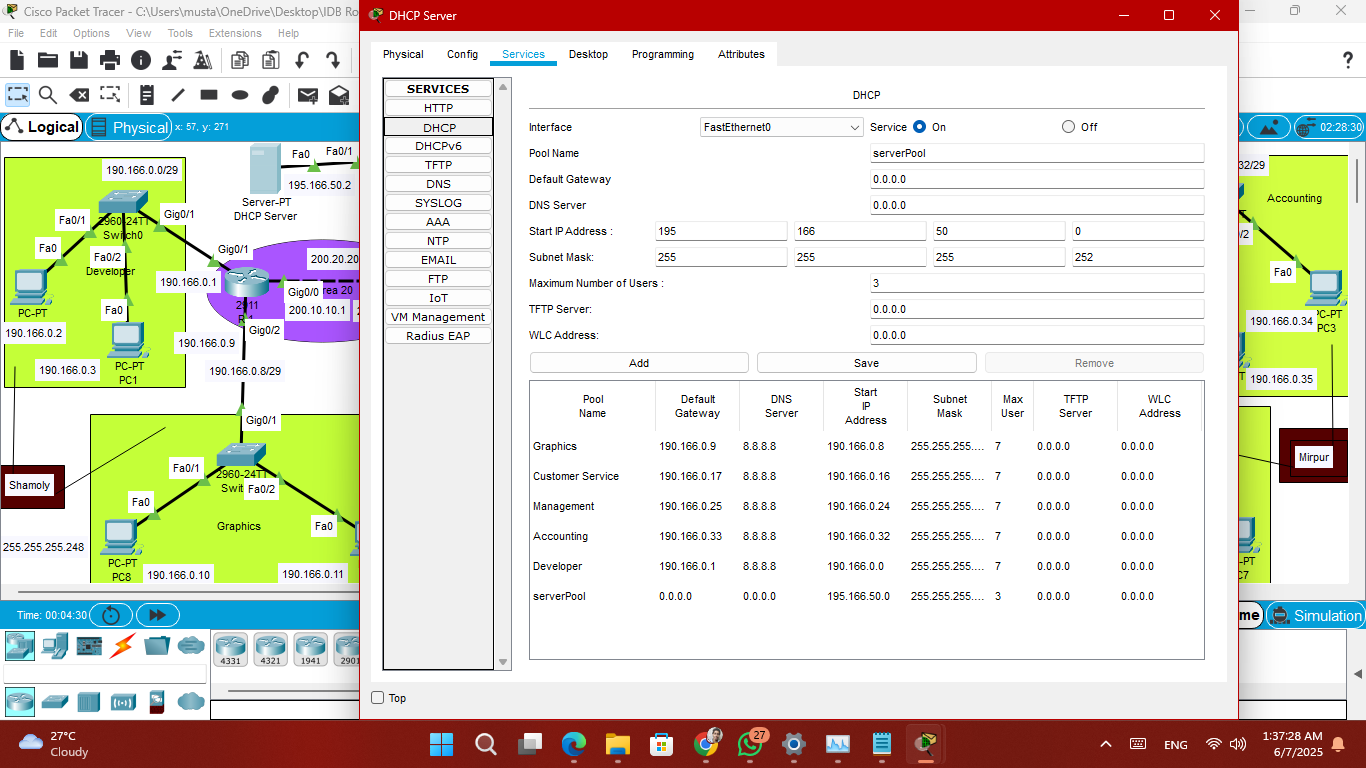 Cisco Packet Tracer - C:\Users\musta\OneDrive\Desktop\IDB Ro
DHCP Server
File Edit Options View Tools Extensions Help
Physical Config Services Desktop Programming Attributes
Logical
Physical
x: 57, y: 271
02:28:30
SERVICES
HTTP
DHCP
DHCPv6
TFTP
DNS
SYSLOG
AAA
NTP
EMAIL
FTP
IoT
VM Management
Radius EAP
DHCP
Interface FastEthernet0 Service On Off
Pool Name serverPool
Default Gateway 0.0.0.0
DNS Server 0.0.0.0
Start IP Address : 195 166 50 0
Subnet Mask: 255 255 255 252
Maximum Number of Users : 3
TFTP Server: 0.0.0.0
WLC Address: 0.0.0.0
Add Save Remove
Pool Name Default Gateway DNS Server Start IP Address Subnet Mask Max User TFTP Server WLC Address
Graphics 190.166.0.9 8.8.8.8 190.166.0.8 255.255.255.... 7 0.0.0.0 0.0.0.0
Customer Service 190.166.0.17 8.8.8.8 190.166.0.16 255.255.255.... 7 0.0.0.0 0.0.0.0
Management 190.166.0.25 8.8.8.8 190.166.0.24 255.255.255.... 7 0.0.0.0 0.0.0.0
Accounting 190.166.0.33 8.8.8.8 190.166.0.32 255.255.255.... 7 0.0.0.0 0.0.0.0
Developer 190.166.0.1 8.8.8.8 190.166.0.0 255.255.255.... 7 0.0.0.0 0.0.0.0
serverPool 0.0.0.0 0.0.0.0 195.166.50.0 255.255.255.... 3 0.0.0.0 0.0.0.0
Top
190.166.0.0/29
Fa0
Fa0/1
195.166.50.2
Server-PT
DHCP Server
Gig0/1
Fa0/1
2960-24TT
Switch0
Fa0
Fa0/2
Developer
Gig0/1
200.20.20
190.166.0.1
Gig0/0
rea 20
2911
200.10.10.1
PC-PT
Fa0
Gig0/2
190.166.0.2
190.166.0.9
PC-PT
PC1
190.166.0.3
190.166.0.8/29
Gig0/1
Fa0/1
2960-24TT
Fa0/2
Shamoly
Fa0
Graphics
Fa0
255.255.255.248
PC-PT
PC8
190.166.0.10
190.166.0.11
32/29
Accounting
/2
Fa0
PC-PT
PC3
190.166.0.34
190.166.0.35
Mirpur
-PT
C7
Time: 00:04:30
me
Simulation
4331
4321
1941
2901
27°C
Cloudy
27
ENG
1:37:28 AM
6/7/2025